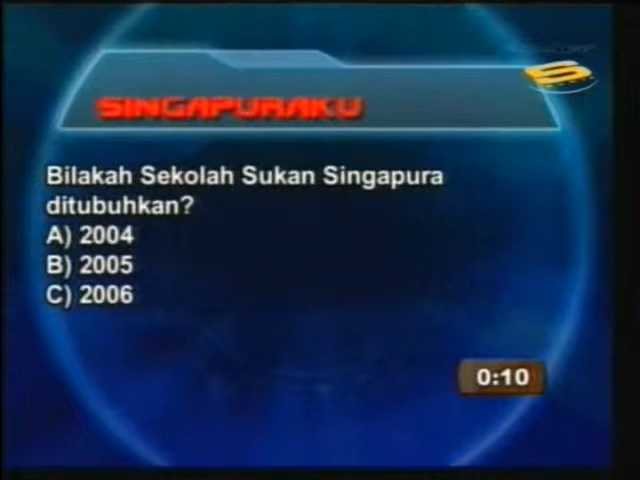 SINGAPURAKU
Bilakah Sekolah Sukan Singapura
ditubuhkan?
A) 2004
B) 2005
C) 2006
0:10